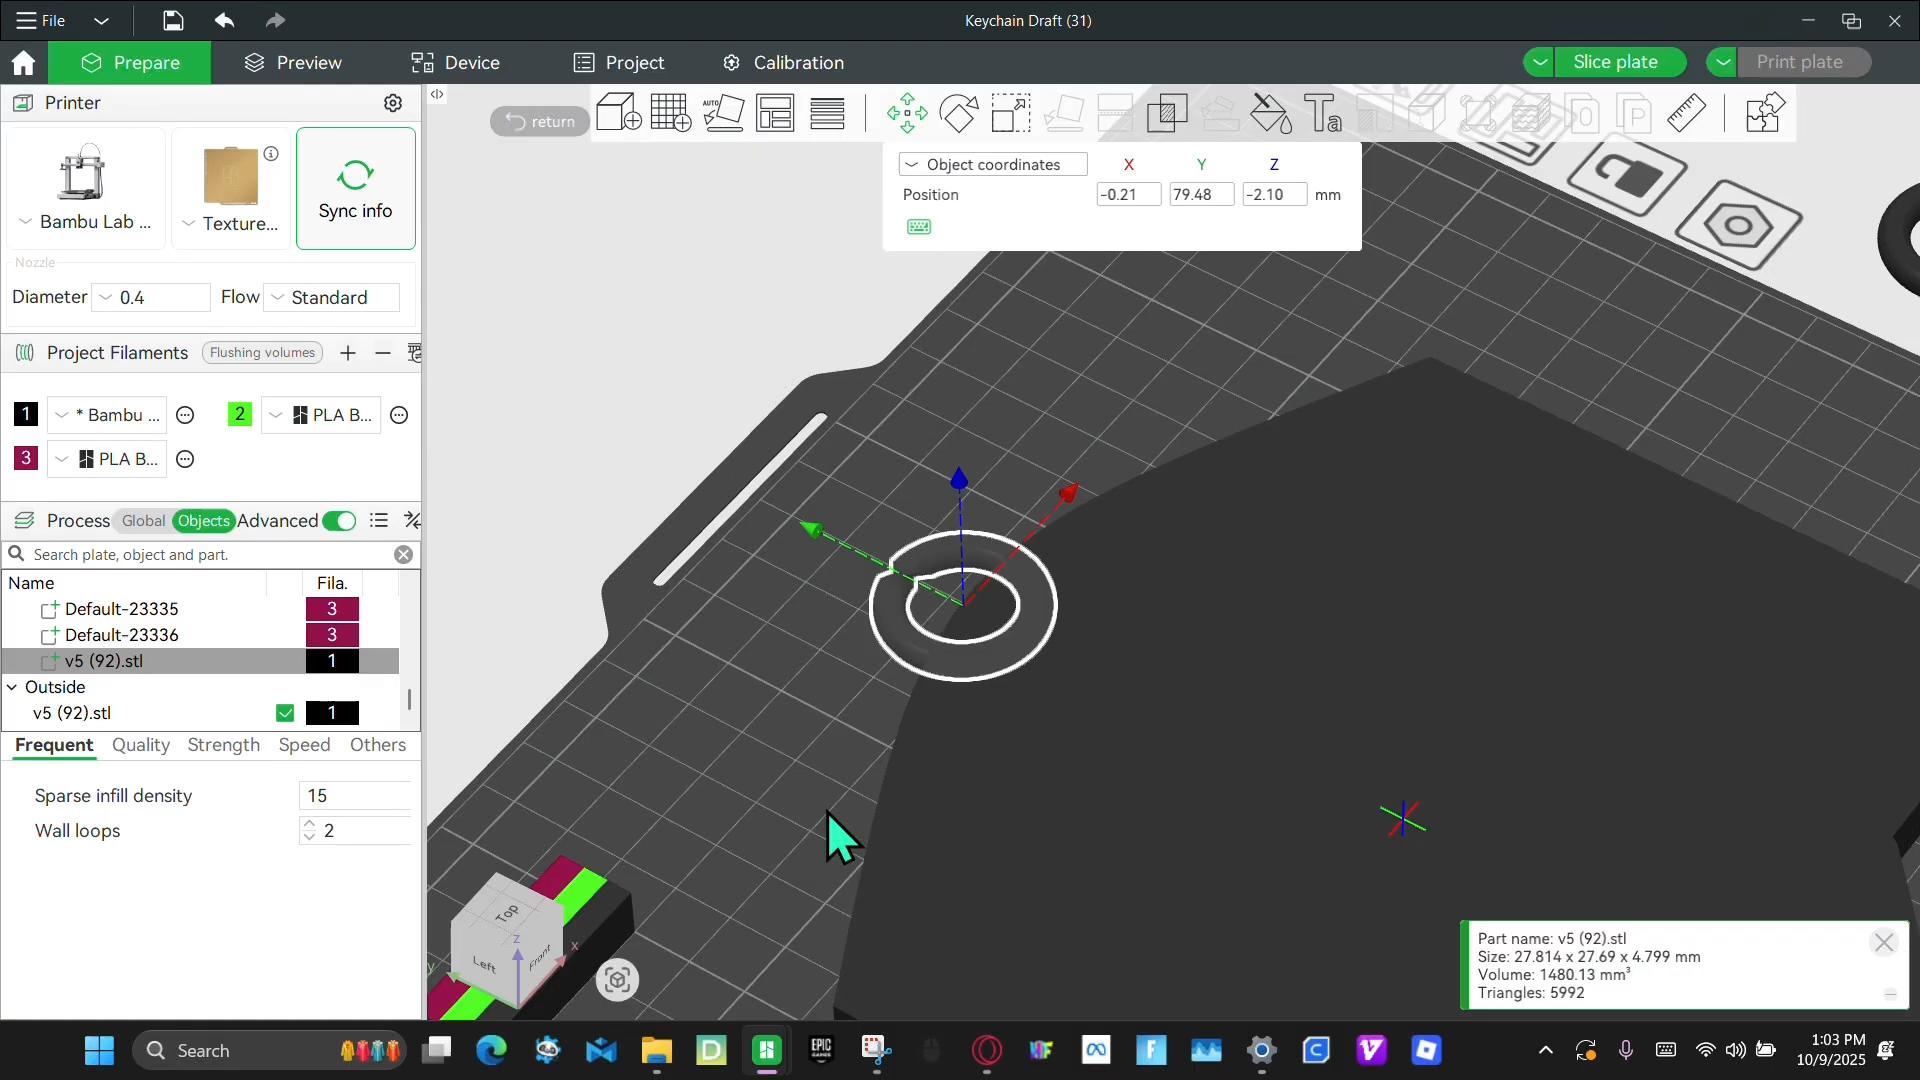 File
Keychain Draft (31)
Prepare
Preview
Device
Project
Calibration
Slice plate
Print plate
Printer
Bambu Lab ...
Texture...
Sync info
Nozzle
Diameter
0.4
Flow
Standard
Project Filaments
Flushing volumes
1
* Bambu ...
2
PLA B...
3
PLA B...
Process
Global
Objects
Advanced
Search plate, object and part.
Name
Fila.
Default-23335
3
Default-23336
3
v5 (92).stl
1
Outside
v5 (92).stl
1
Frequent
Quality
Strength
Speed
Others
Sparse infill density
15
Wall loops
2
return
AUTO
Object coordinates
X
Y
Z
Position
-0.21
79.48
-2.10
mm
Top
Left
Front
z
x
y
Part name: v5 (92).stl
Size: 27.814 x 27.69 x 4.799 mm
Volume: 1480.13 mm³
Triangles: 5992
Search
EPIC
GAMES
1:03 PM
10/9/2025